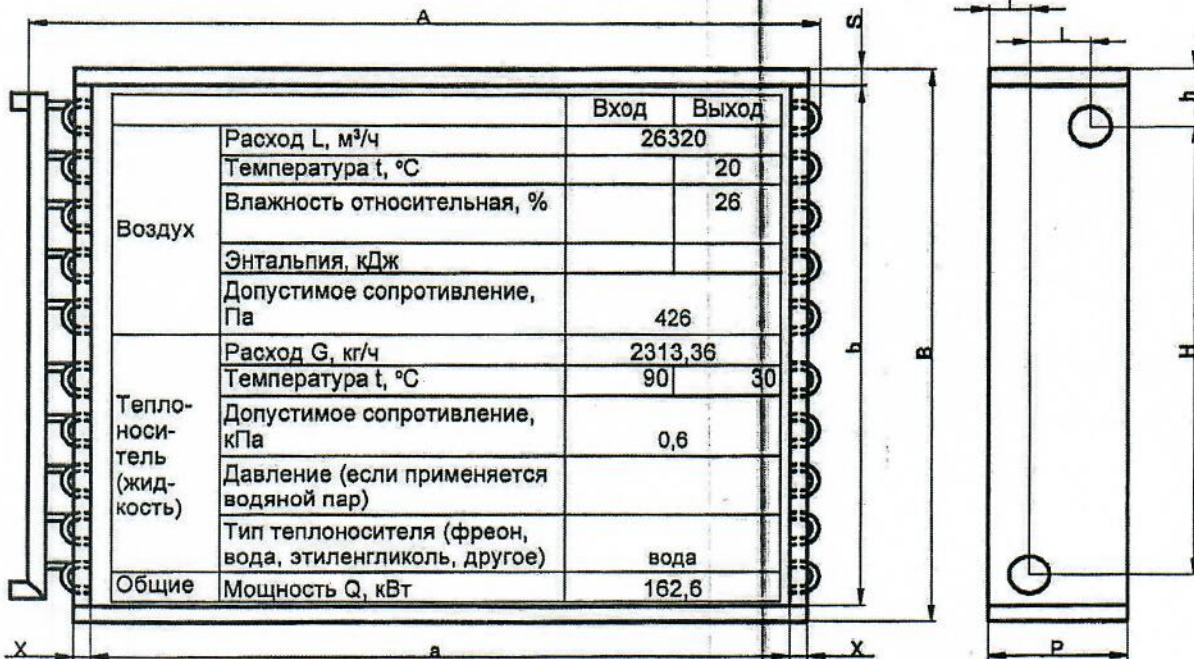 A
S
L
h
Вход Выход
Воздух
Расход L, м³/ч 26320
Температура t, ºС 20
Влажность относительная, % 26
Энтальпия, кДж
Допустимое сопротивление,
Па 426
Тепло-
носи-
тель
(жид-
кость)
Расход G, кг/ч 2313,36
Температура t, ºС 90 30
Допустимое сопротивление,
кПа 0,6
Давление (если применяется
водяной пар)
Тип теплоносителя (фреон,
вода, этиленгликоль, другое) вода
Общие Мощность Q, кВт 162,6
b
B
H
X
a
X
P